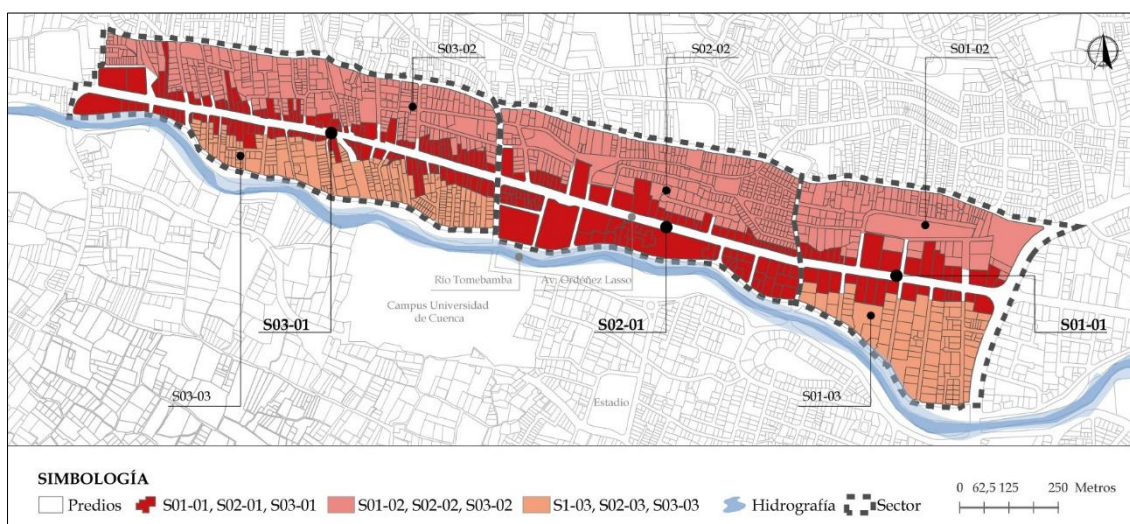 S03-02
S02-02
S01-02
Río Tomebamba
Av. Ordóñez Lasso
Campus Universidad
de Cuenca
S03-01
S02-01
S01-01
S03-03
Estadio
S01-03
SIMBOLOGÍA
Predios
S01-01, S02-01, S03-01
S01-02, S02-02, S03-02
S1-03, S02-03, S03-03
Hidrografía
Sector
0 62,5 125 250 Metros